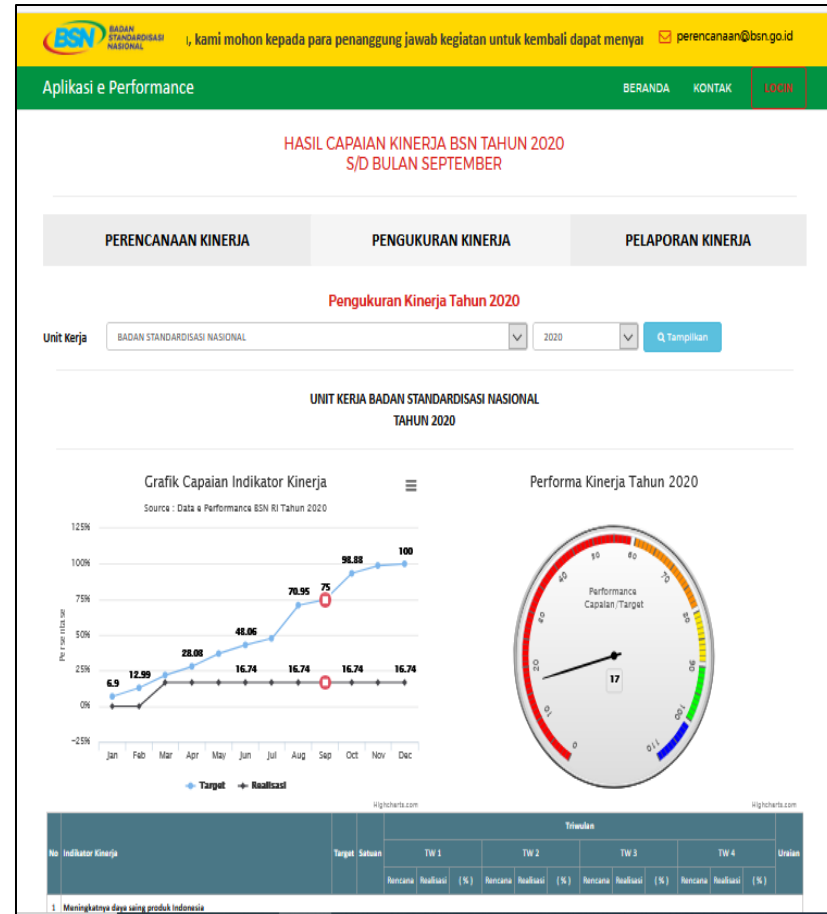 BSN BADAN STANDARDISASI NASIONAL
, kami mohon kepada para penanggung jawab kegiatan untuk kembali dapat menyar
perencanaan@bsn.go.id
Aplikasi e Performance
BERANDA KONTAK LOGIN
HASIL CAPAIAN KINERJA BSN TAHUN 2020
S/D BULAN SEPTEMBER
PERENCANAAN KINERJA PENGUKURAN KINERJA PELAPORAN KINERJA
Pengukuran Kinerja Tahun 2020
Unit Kerja BADAN STANDARDISASI NASIONAL 2020 Tampilkan
UNIT KERJA BADAN STANDARDISASI NASIONAL
TAHUN 2020
Grafik Capaian Indikator Kinerja
Source : Data e Performance BSN RI Tahun 2020
125%
100%
75%
50%
25%
0%
-25%
Persentase
6.9 12.99 28.08 48.06 70.95 75 98.88 100
16.74 16.74 16.74 16.74
Jan Feb Mar Apr May Jun Jul Aug Sep Oct Nov Dec
Target Realisasi
Highcharts.com
Performa Kinerja Tahun 2020
Performance
Capaian/Target
0 10 20 30 40 50 60 70 80 90 100 110
17
Highcharts.com
No Indikator Kinerja Target Satuan Triwulan Uraian
TW 1 TW 2 TW 3 TW 4
Rencana Realisasi (%) Rencana Realisasi (%) Rencana Realisasi (%) Rencana Realisasi (%)
1 Meningkatnya daya saing produk Indonesia